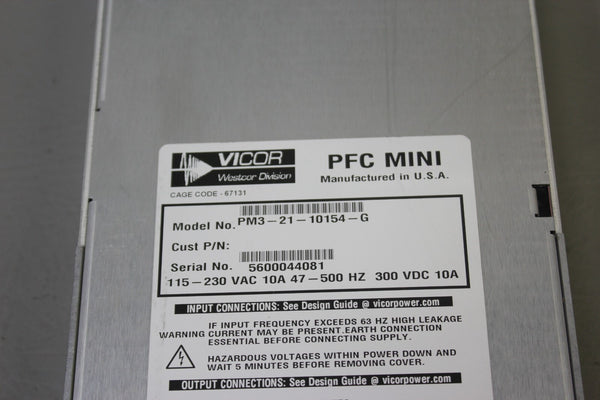 VICOR
Westcor Division
PFC MINI
Manufactured in U.S.A.
CAGE CODE - 67131
Model No. PM3-21-10154-G
Cust P/N:
Serial No. 5600044081
115-230 VAC 10A 47-500 HZ 300 VDC 10A
INPUT CONNECTIONS: See Design Guide @ vicorpower.com
IF INPUT FREQUENCY EXCEEDS 63 HZ HIGH LEAKAGE
WARNING CURRENT MAY BE PRESENT.EARTH CONNECTION
ESSENTIAL BEFORE CONNECTING SUPPLY.
HAZARDOUS VOLTAGES WITHIN POWER DOWN AND
WAIT 5 MINUTES BEFORE REMOVING COVER.
OUTPUT CONNECTIONS: See Design Guide @ vicorpower.com